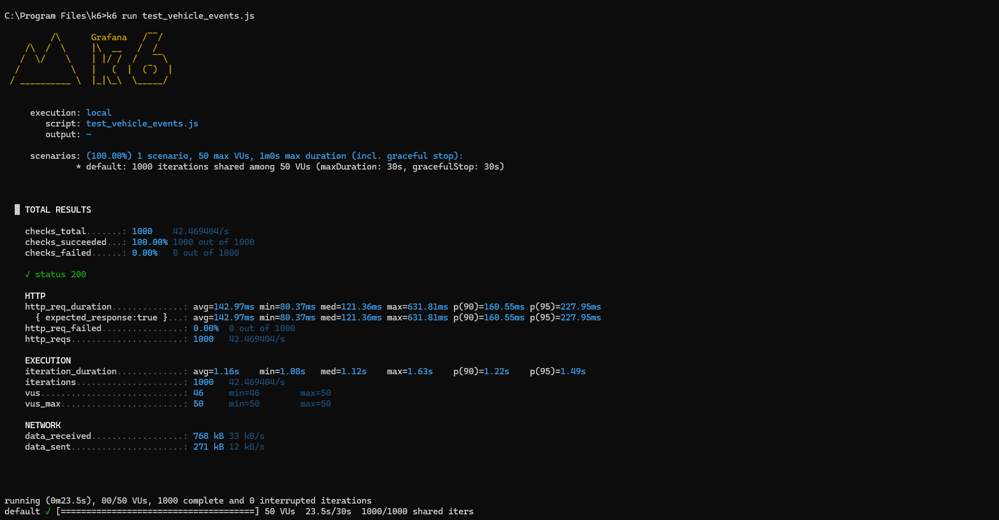 C:\Program Files\k6>k6 run test_vehicle_events.js
Grafana
execution: local
script: test_vehicle_events.js
output: -
scenarios: (100.00%) 1 scenario, 50 max VUs, 1m0s max duration (incl. graceful stop):
* default: 1000 iterations shared among 50 VUs (maxDuration: 30s, gracefulStop: 30s)
█ TOTAL RESULTS
checks_total.......: 1000    42.469404/s
checks_succeeded...: 100.00% 1000 out of 1000
checks_failed......: 0.00%   0 out of 1000
√ status 200
HTTP
http_req_duration..............: avg=142.97ms min=80.37ms med=121.36ms max=631.81ms p(90)=160.55ms p(95)=227.95ms
{ expected_response:true }...: avg=142.97ms min=80.37ms med=121.36ms max=631.81ms p(90)=160.55ms p(95)=227.95ms
http_req_failed................: 0.00%  0 out of 1000
http_reqs......................: 1000   42.469404/s
EXECUTION
iteration_duration.............: avg=1.16s    min=1.08s   med=1.12s    max=1.63s    p(90)=1.22s    p(95)=1.49s
iterations.....................: 1000   42.469404/s
vus............................: 46     min=46        max=50
vus_max........................: 50     min=50        max=50
NETWORK
data_received..................: 768 kB 33 kB/s
data_sent......................: 271 kB 12 kB/s
running (0m23.5s), 00/50 VUs, 1000 complete and 0 interrupted iterations
default √ [======================================] 50 VUs  23.5s/30s  1000/1000 shared iters